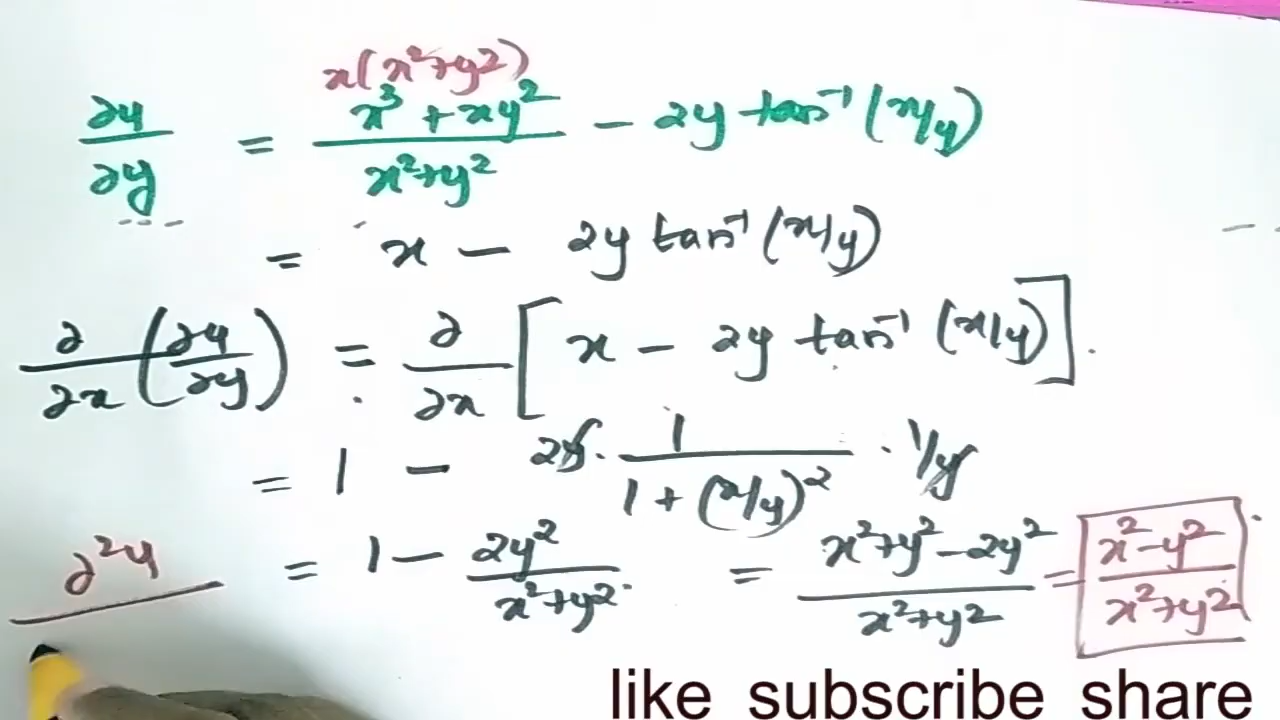 x(x²+y²)
∂u/∂y = (x³ + xy²)/(x²+y²) − 2y tan⁻¹(x/y)
= x − 2y tan⁻¹(x/y)
∂/∂x (∂u/∂y) = ∂/∂x [x − 2y tan⁻¹(x/y)].
= 1 − 2y · 1/(1 + (x/y)²) · 1/y
∂²u = 1 − 2y²/(x²+y²) = (x²+y²−2y²)/(x²+y²) = (x²−y²)/(x²+y²).
like subscribe share